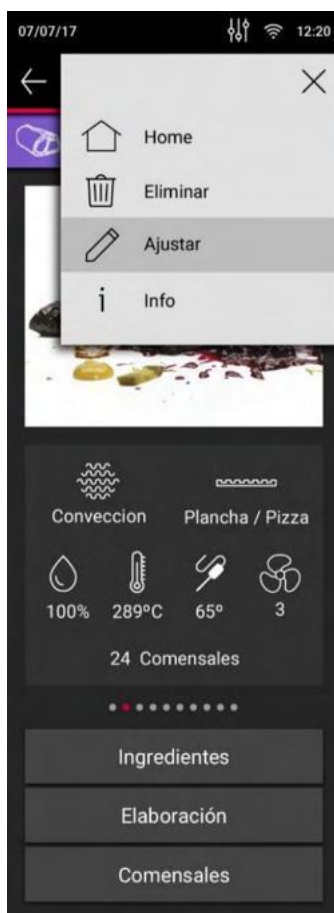 07/07/17 12:20
Home
Eliminar
Ajustar
i Info
Conveccion Plancha / Pizza
100% 289ºC 65º 3
24 Comensales
Ingredientes
Elaboración
Comensales